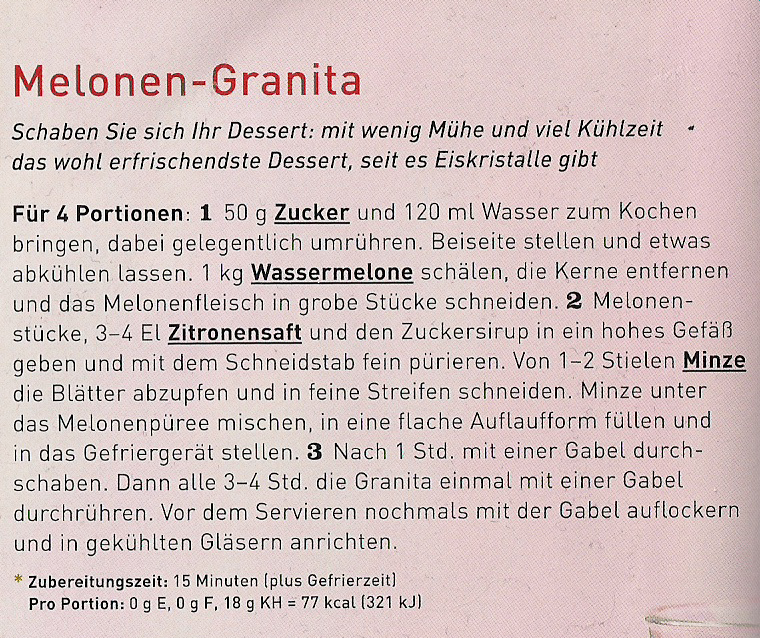 Melonen-Granita
Schaben Sie sich Ihr Dessert: mit wenig Mühe und viel Kühlzeit
das wohl erfrischendste Dessert, seit es Eiskristalle gibt
Für 4 Portionen: 1 50 g Zucker und 120 ml Wasser zum Kochen
bringen, dabei gelegentlich umrühren. Beiseite stellen und etwas
abkühlen lassen. 1 kg Wassermelone schälen, die Kerne entfernen
und das Melonenfleisch in grobe Stücke schneiden. 2 Melonen-
stücke, 3–4 El Zitronensaft und den Zuckersirup in ein hohes Gefäß
geben und mit dem Schneidstab fein pürieren. Von 1–2 Stielen Minze
die Blätter abzupfen und in feine Streifen schneiden. Minze unter
das Melonenpüree mischen, in eine flache Auflaufform füllen und
in das Gefriergerät stellen. 3 Nach 1 Std. mit einer Gabel durch-
schaben. Dann alle 3–4 Std. die Granita einmal mit einer Gabel
durchrühren. Vor dem Servieren nochmals mit der Gabel auflockern
und in gekühlten Gläsern anrichten.
* Zubereitungszeit: 15 Minuten (plus Gefrierzeit)
Pro Portion: 0 g E, 0 g F, 18 g KH = 77 kcal (321 kJ)